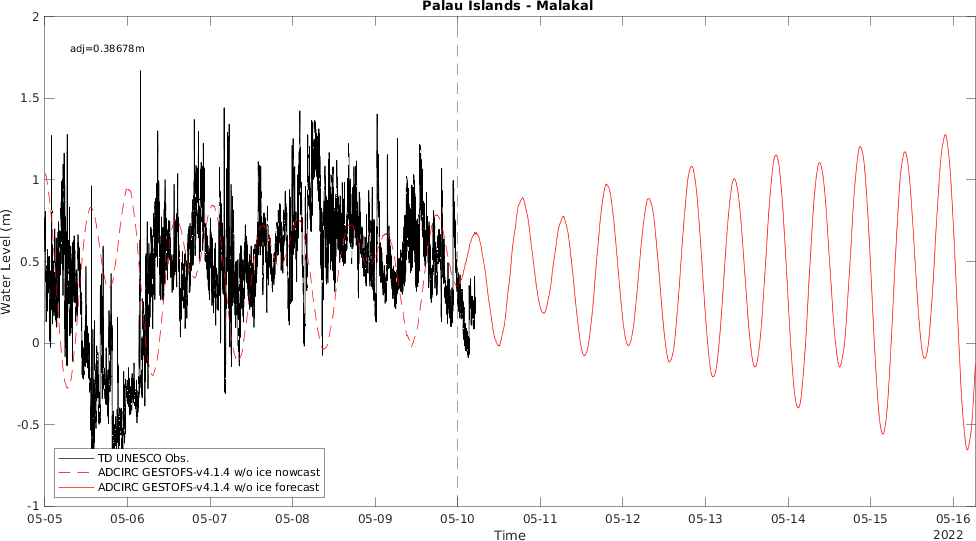 Palau Islands - Malakal
adj=0.38678m
Water Level (m)
2
1.5
1
0.5
0
-0.5
-1
TD UNESCO Obs.
ADCIRC GESTOFS-v4.1.4 w/o ice nowcast
ADCIRC GESTOFS-v4.1.4 w/o ice forecast
05-05 05-06 05-07 05-08 05-09 05-10 05-11 05-12 05-13 05-14 05-15 05-16
Time
2022